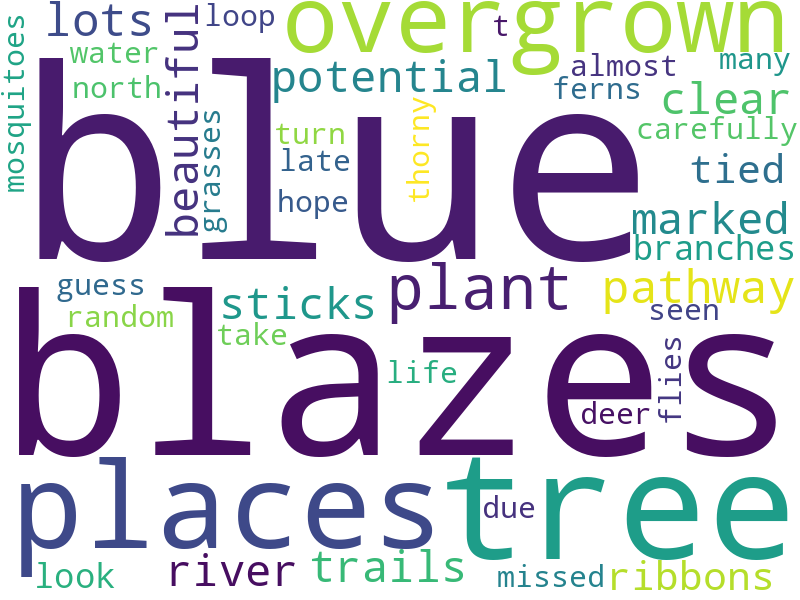 lots
loop
overgrown
t
water
north
beautiful
potential
almost
many
ferns
clear
carefully
mosquitoes
grasses
turn
late
hope
thorny
tied
blue
marked
branches
guess
random
sticks
take
plant
pathway
seen
life
flies
deer
blazes
places
tree
due
look
river
trails
missed
ribbons